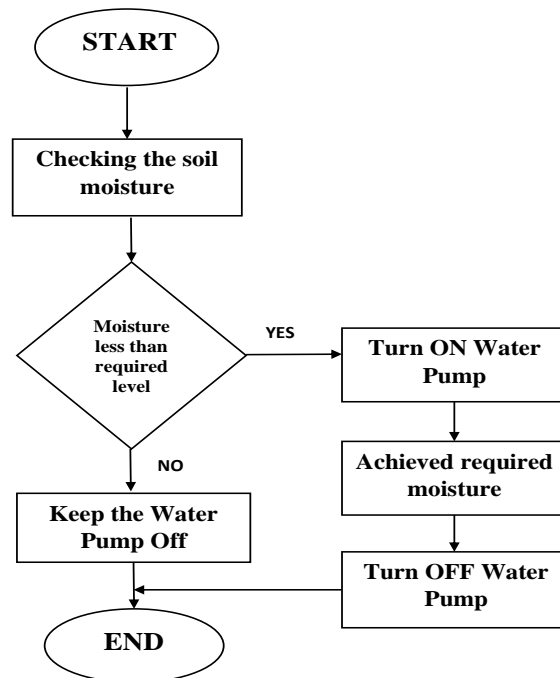 START
Checking the soil
moisture
Moisture
less than
required
level
YES
Turn ON Water
Pump
Achieved required
moisture
NO
Keep the Water
Pump Off
Turn OFF Water
Pump
END